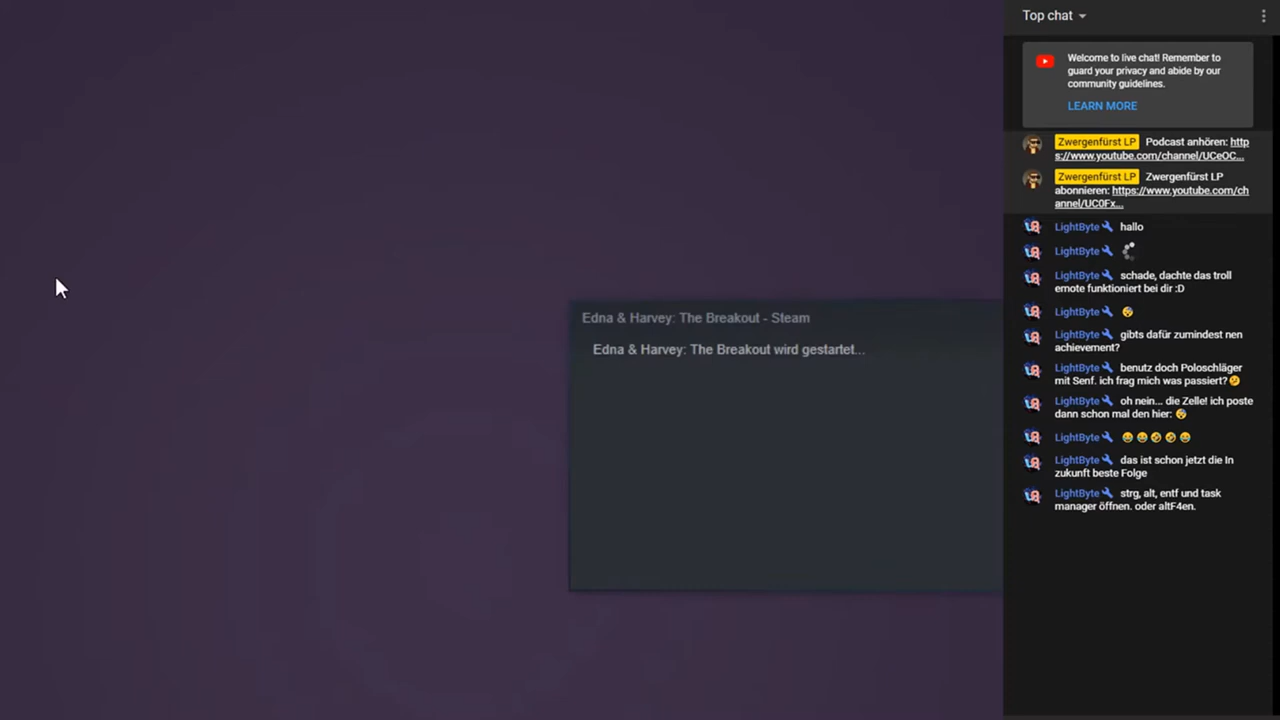 Top chat
Welcome to live chat! Remember to
guard your privacy and abide by our
community guidelines.
LEARN MORE
Zwergenfürst LP Podcast anhören: http
s://www.youtube.com/channel/UCeOC...
Zwergenfürst LP Zwergenfürst LP
abonnieren: https://www.youtube.com/ch
annel/UC0Fx...
LightByte hallo
LightByte
LightByte schade, dachte das troll
emote funktioniert bei dir :D
LightByte
LightByte gibts dafür zumindest nen
achievement?
LightByte benutz doch Poloschläger
mit Senf. ich frag mich was passiert?
LightByte oh nein... die Zelle! ich poste
dann schon mal den hier:
LightByte
LightByte das ist schon jetzt die In
zukunft beste Folge
LightByte strg, alt, entf und task
manager öffnen. oder altF4en.
Edna & Harvey: The Breakout - Steam
Edna & Harvey: The Breakout wird gestartet...